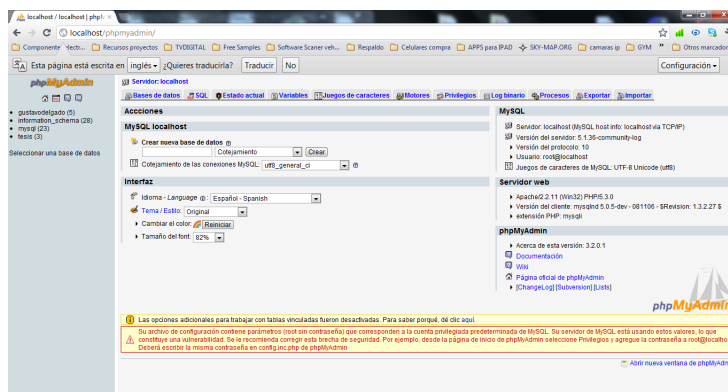 localhost / localhost | phpM
localhost/phpmyadmin/
Componente Recursos proyectos TVDIGITAL Free Samples Software Scaner veh... Respaldo Celulares compra APPS para IPAD SKY-MAP.ORG camaras ip GYM » Otros marcador
Esta página está escrita en inglés ¿Quieres traducirla? Traducir No Configuración
phpMyAdmin
gustavodelgado (5)
information_schema (28)
mysql (23)
tesis (3)
Seleccionar una base de datos
Servidor: localhost
Bases de datos SQL Estado actual Variables Juegos de caracteres Motores Privilegios Log binario Procesos Exportar Importar
Accciones
MySQL localhost
Crear nueva base de datos
Cotejamiento Crear
Cotejamiento de las conexiones MySQL: utf8_general_ci
Interfaz
Idioma - Language : Español - Spanish
Tema / Estilo: Original
Cambiar el color: Reiniciar
Tamaño del font: 82%
MySQL
Servidor: localhost (MySQL host info: localhost via TCP/IP)
Versión del servidor: 5.1.36-community-log
Versión del protocolo: 10
Usuario: root@localhost
Juegos de caracteres de MySQL: UTF-8 Unicode (utf8)
Servidor web
Apache/2.2.11 (Win32) PHP/5.3.0
Versión del cliente: mysqlnd 5.0.5-dev - 081106 - $Revision: 1.3.2.27 $
extensión PHP: mysqli
phpMyAdmin
Acerca de esta versión: 3.2.0.1
Documentación
Wiki
Página oficial de phpMyAdmin
[ChangeLog] [Subversion] [Lists]
phpMyAdmin
Las opciones adicionales para trabajar con tablas vinculadas fueron desactivadas. Para saber porqué, dé clic aquí.
Su archivo de configuración contiene parámetros (root sin contraseña) que corresponden a la cuenta privilegiada predeterminada de MySQL. Su servidor de MySQL está usando estos valores, lo que
constituye una vulnerabilidad. Se le recomienda corregir esta brecha de seguridad. Por ejemplo, desde la página de inicio de phpMyAdmin seleccione Privilegios y agregue la contraseña a root@localho
Deberá escribir la misma contraseña en config.inc.php de phpMyAdmin
Abrir nueva ventana de phpMyAdm